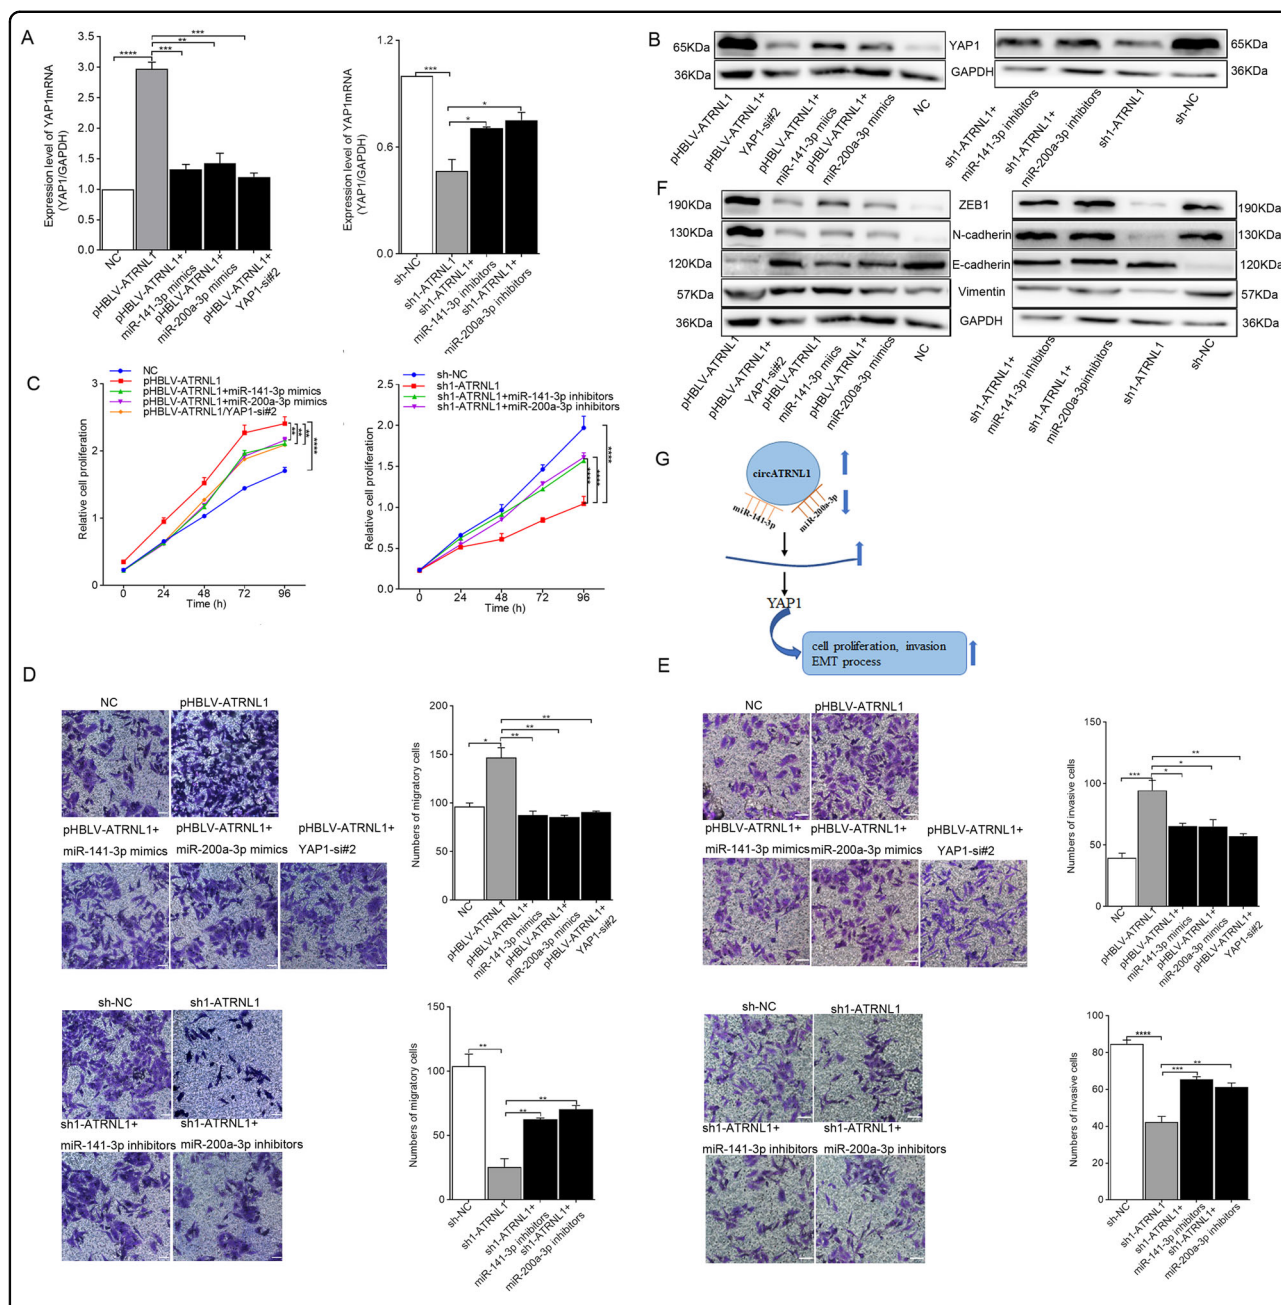 A
Expression level of YAP1mRNA
(YAP1/GAPDH)
3.5
3.0
2.5
2.0
1.5
1.0
0.5
0.0
****
***
**
***
NC
pHBLV-ATRNL1
pHBLV-ATRNL1+
miR-141-3p mimics
pHBLV-ATRNL1+
miR-200a-3p mimics
pHBLV-ATRNL1+
YAP1-si#2
Expression level of YAP1mRNA
(YAP1/GAPDH)
1.2
0.9
0.6
0.3
0.0
***
*
*
sh-NC
sh1-ATRNL1
sh1-ATRNL1+
miR-141-3p inhibitors
sh1-ATRNL1+
miR-200a-3p inhibitors
B
65KDa
YAP1
65KDa
36KDa
GAPDH
36KDa
pHBLV-ATRNL1
pHBLV-ATRNL1+
YAP1-si#2
pHBLV-ATRNL1+
miR-141-3p miics
pHBLV-ATRNL1+
miR-200a-3p mimics
NC
sh1-ATRNL1+
miR-141-3p inhibitors
sh1-ATRNL1+
miR-200a-3p inhibitors
sh1-ATRNL1
sh-NC
F
190KDa
ZEB1
190KDa
130KDa
N-cadherin
130KDa
120KDa
E-cadherin
120KDa
57KDa
Vimentin
57KDa
36KDa
GAPDH
36KDa
pHBLV-ATRNL1
pHBLV-ATRNL1+
YAP1-si#2
pHBLV-ATRNL1
miR-141-3p miics
pHBLV-ATRNL1+
miR-200a-3p mimics
NC
sh1-ATRNL1+
miR-141-3p inhibitors
sh1-ATRNL1+
miR-200a-3pinhibitors
sh1-ATRNL1
sh-NC
C
NC
pHBLV-ATRNL1
pHBLV-ATRNL1+miR-141-3p mimics
pHBLV-ATRNL1+miR-200a-3p mimics
pHBLV-ATRNL1/YAP1-si#2
Relative cell proliferation
3
2
1
0
0 24 48 72 96
Time (h)
**
**
**
****
sh-NC
sh1-ATRNL1
sh1-ATRNL1+miR-141-3p inhibitors
sh1-ATRNL1+miR-200a-3p inhibitors
Relative cell proliferation
2.5
2.0
1.5
1.0
0.5
0.0
0 24 48 72 96
Time (h)
****
****
****
G
circATRNL1
miR-141-3p
miR-200a-3p
YAP1
cell proliferation, invasion
EMT process
D
NC
pHBLV-ATRNL1
pHBLV-ATRNL1+
miR-141-3p mimics
pHBLV-ATRNL1+
miR-200a-3p mimics
pHBLV-ATRNL1+
YAP1-si#2
Numbers of migratory cells
200
150
100
50
0
*
**
**
**
NC
pHBLV-ATRNL1
pHBLV-ATRNL1+
miR-141-3p mimics
pHBLV-ATRNL1+
miR-200a-3p mimics
pHBLV-ATRNL1+
YAP1-si#2
sh-NC
sh1-ATRNL1
sh1-ATRNL1+
miR-141-3p inhibitors
sh1-ATRNL1+
miR-200a-3p inhibitors
Numbers of migratory cells
150
100
50
0
**
**
**
sh-NC
sh1-ATRNL1
sh1-ATRNL1+
miR-141-3p inhibitors
sh1-ATRNL1+
miR-200a-3p inhibitors
E
NC
pHBLV-ATRNL1
pHBLV-ATRNL1+
miR-141-3p mimics
pHBLV-ATRNL1+
miR-200a-3p mimics
pHBLV-ATRNL1+
YAP1-si#2
Numbers of invasive cells
150
100
50
0
***
*
*
**
NC
pHBLV-ATRNL1
pHBLV-ATRNL1+
miR-141-3p mimics
pHBLV-ATRNL1+
miR-200a-3p mimics
pHBLV-ATRNL1+
YAP1-si#2
sh-NC
sh1-ATRNL1
sh1-ATRNL1+
miR-141-3p inhibitors
sh1-ATRNL1+
miR-200a-3p inhibitors
Numbers of invasive cells
100
80
60
40
20
0
****
***
**
sh-NC
sh1-ATRNL1
sh1-ATRNL1+
miR-141-3p inhibitors
sh1-ATRNL1+
miR-200a-3p inhibitors